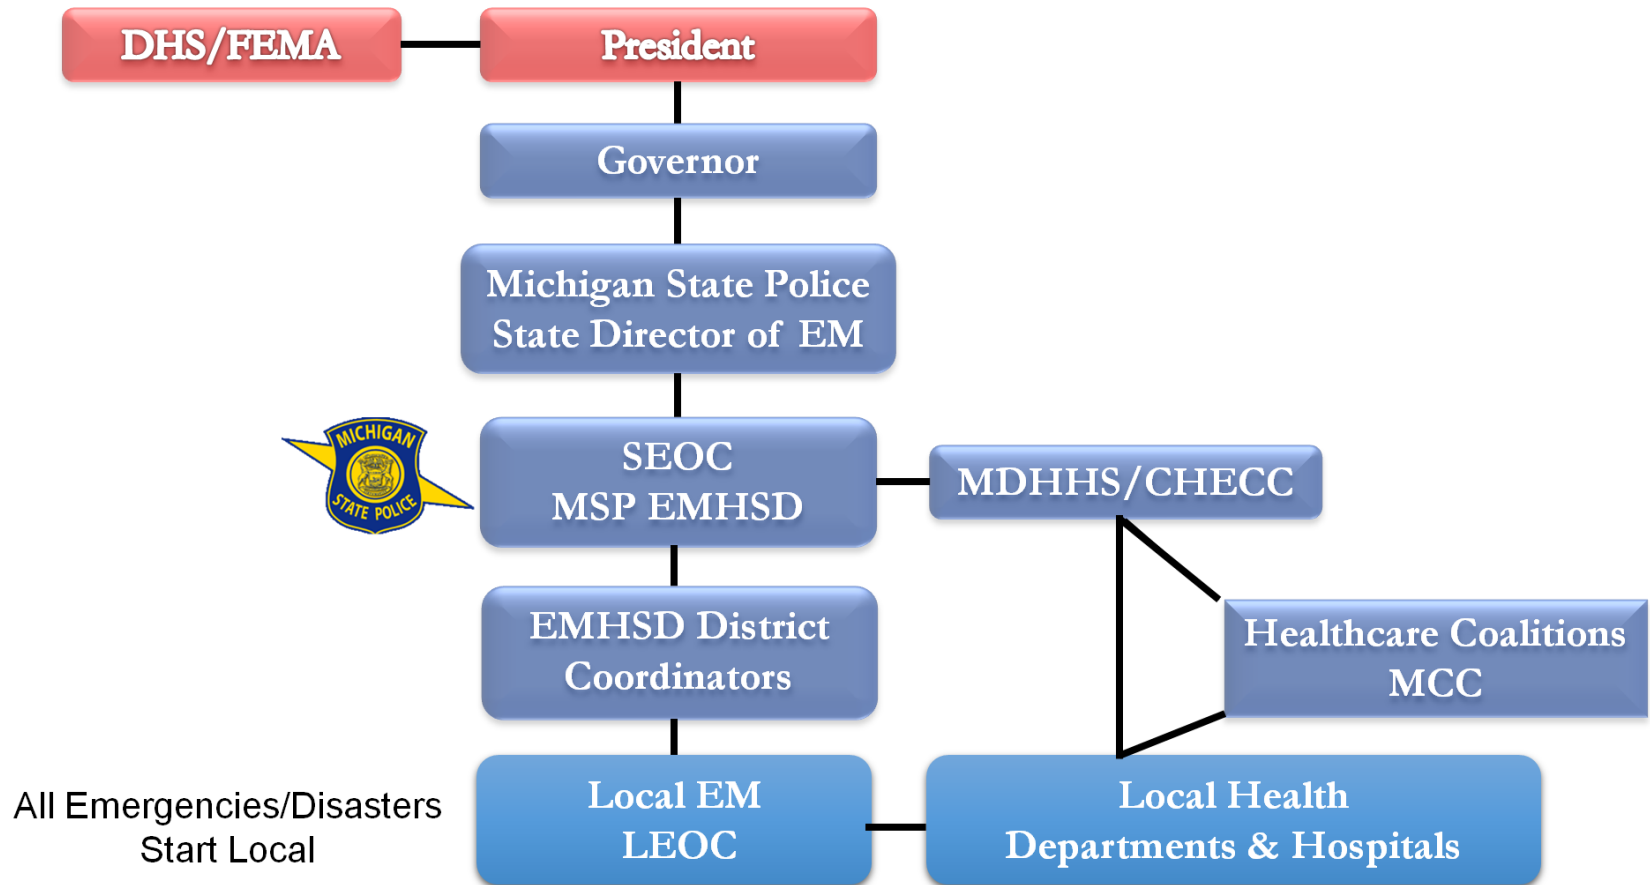 DHS/FEMA
President
Governor
Michigan State Police
State Director of EM
MICHIGAN
STATE POLICE
SEOC
MSP EMHSD
MDHHS/CHECC
EMHSD District
Coordinators
Healthcare Coalitions
MCC
All Emergencies/Disasters
Start Local
Local EM
LEOC
Local Health
Departments & Hospitals